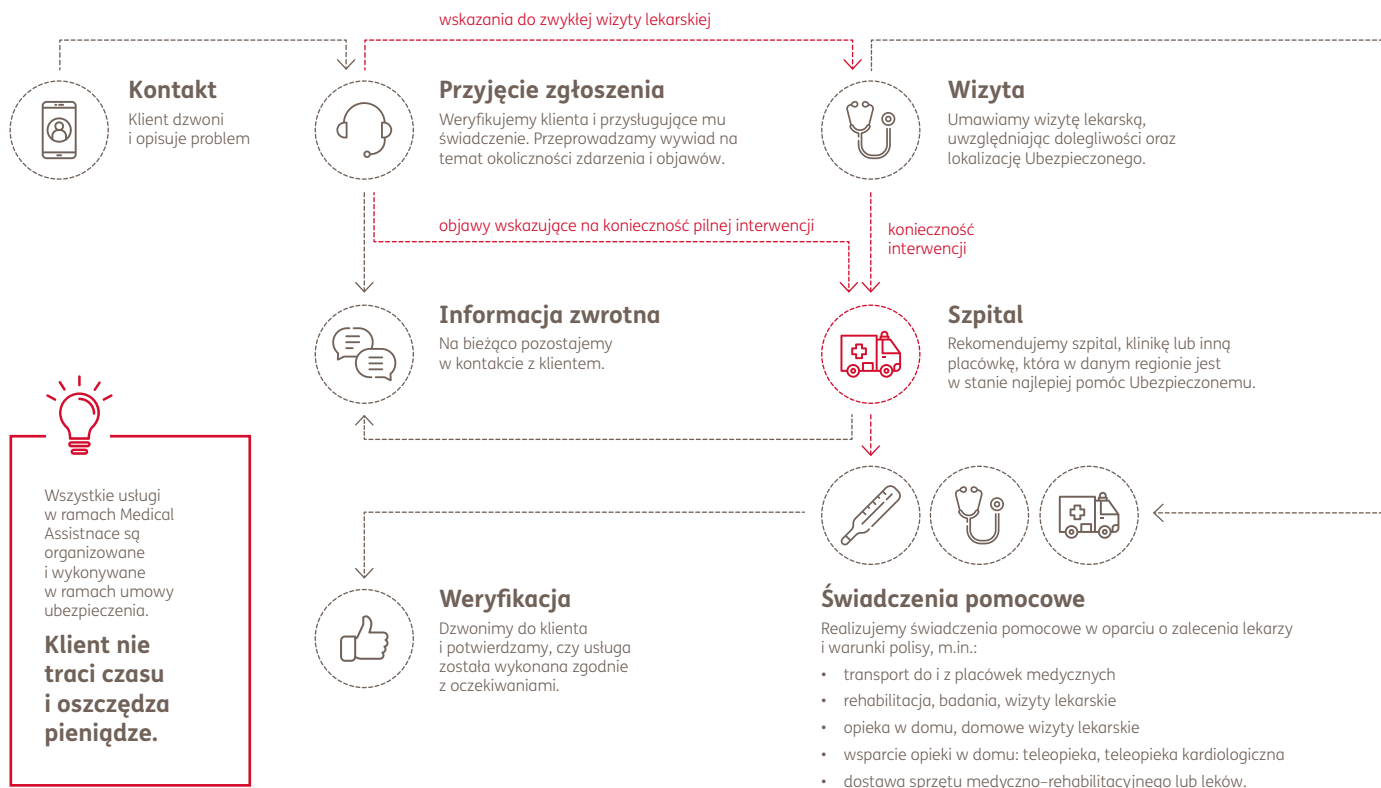 wskazania do zwykłej wizyty lekarskiej
Kontakt
Klient dzwoni
i opisuje problem
Przyjęcie zgłoszenia
Weryfikujemy klienta i przysługujące mu
świadczenie. Przeprowadzamy wywiad na
temat okoliczności zdarzenia i objawów.
Wizyta
Umawiamy wizytę lekarską,
uwzględniając dolegliwości oraz
lokalizację Ubezpieczonego.
objawy wskazujące na konieczność pilnej interwencji
konieczność
interwencji
Informacja zwrotna
Na bieżąco pozostajemy
w kontakcie z klientem.
Szpital
Rekomendujemy szpital, klinikę lub inną
placówkę, która w danym regionie jest
w stanie najlepiej pomóc Ubezpieczonemu.
Wszystkie usługi
w ramach Medical
Assistnace są
organizowane
i wykonywane
w ramach umowy
ubezpieczenia.
Klient nie
traci czasu
i oszczędza
pieniądze.
Weryfikacja
Dzwonimy do klienta
i potwierdzamy, czy usługa
została wykonana zgodnie
z oczekiwaniami.
Świadczenia pomocowe
Realizujemy świadczenia pomocowe w oparciu o zalecenia lekarzy
i warunki polisy, m.in.:
• transport do i z placówek medycznych
• rehabilitacja, badania, wizyty lekarskie
• opieka w domu, domowe wizyty lekarskie
• wsparcie opieki w domu: teleopieka, teleopieka kardiologiczna
• dostawa sprzętu medyczno–rehabilitacyjnego lub leków.